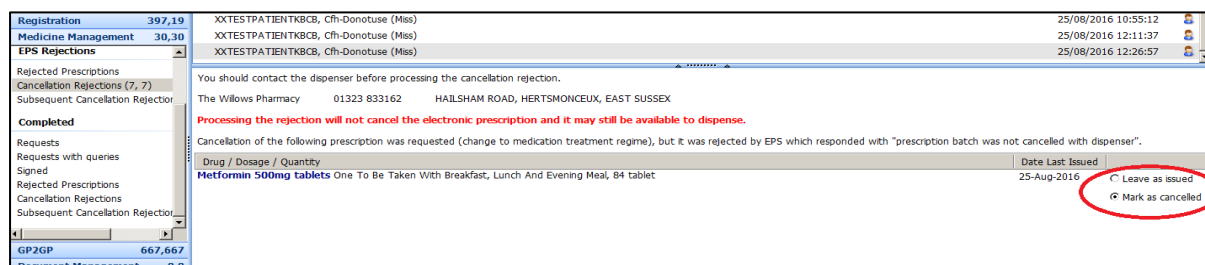 Registration 397,19
Medicine Management 30,30
EPS Rejections
Rejected Prescriptions
Cancellation Rejections (7, 7)
Subsequent Cancellation Rejection
Completed
Requests
Requests with queries
Signed
Rejected Prescriptions
Cancellation Rejections
Subsequent Cancellation Rejection
GP2GP 667,667
XXTESTPATIENTKBCB, Cfh-Donotuse (Miss) 25/08/2016 10:55:12
XXTESTPATIENTKBCB, Cfh-Donotuse (Miss) 25/08/2016 12:11:37
XXTESTPATIENTKBCB, Cfh-Donotuse (Miss) 25/08/2016 12:26:57
You should contact the dispenser before processing the cancellation rejection.
The Willows Pharmacy 01323 833162 HAILSHAM ROAD, HERTSMONCEUX, EAST SUSSEX
Processing the rejection will not cancel the electronic prescription and it may still be available to dispense.
Cancellation of the following prescription was requested (change to medication treatment regime), but it was rejected by EPS which responded with "prescription batch was not cancelled with dispenser".
Drug / Dosage / Quantity Date Last Issued
Metformin 500mg tablets One To Be Taken With Breakfast, Lunch And Evening Meal, 84 tablet 25-Aug-2016 Leave as issued
Mark as cancelled